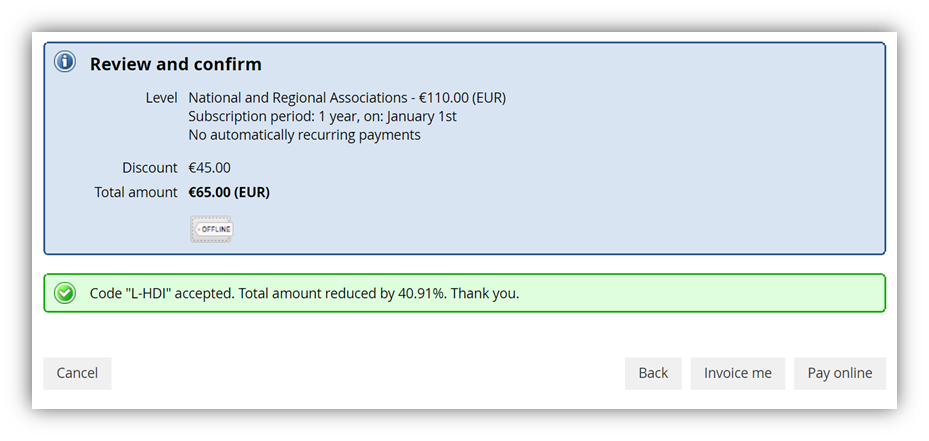 Review and confirm
Level National and Regional Associations - €110.00 (EUR)
Subscription period: 1 year, on: January 1st
No automatically recurring payments
Discount €45.00
Total amount €65.00 (EUR)
- OFFLINE
Code "L-HDI" accepted. Total amount reduced by 40.91%. Thank you.
Cancel Back Invoice me Pay online